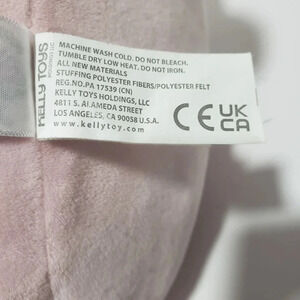 KELLY TOYS
MACHINE WASH COLD. DO NOT BLEACH.
TUMBLE DRY LOW HEAT. DO NOT IRON.
ALL NEW MATERIALS
STUFFING POLYESTER FIBERS/POLYESTER FELT
REG.NO.PA 17539 (CN)
KELLY TOYS HOLDINGS, LLC
4811 S. ALAMEDA STREET
LOS ANGELES, CA 90058 U.S.A.
www.kellytoy.com
CE UK
CA